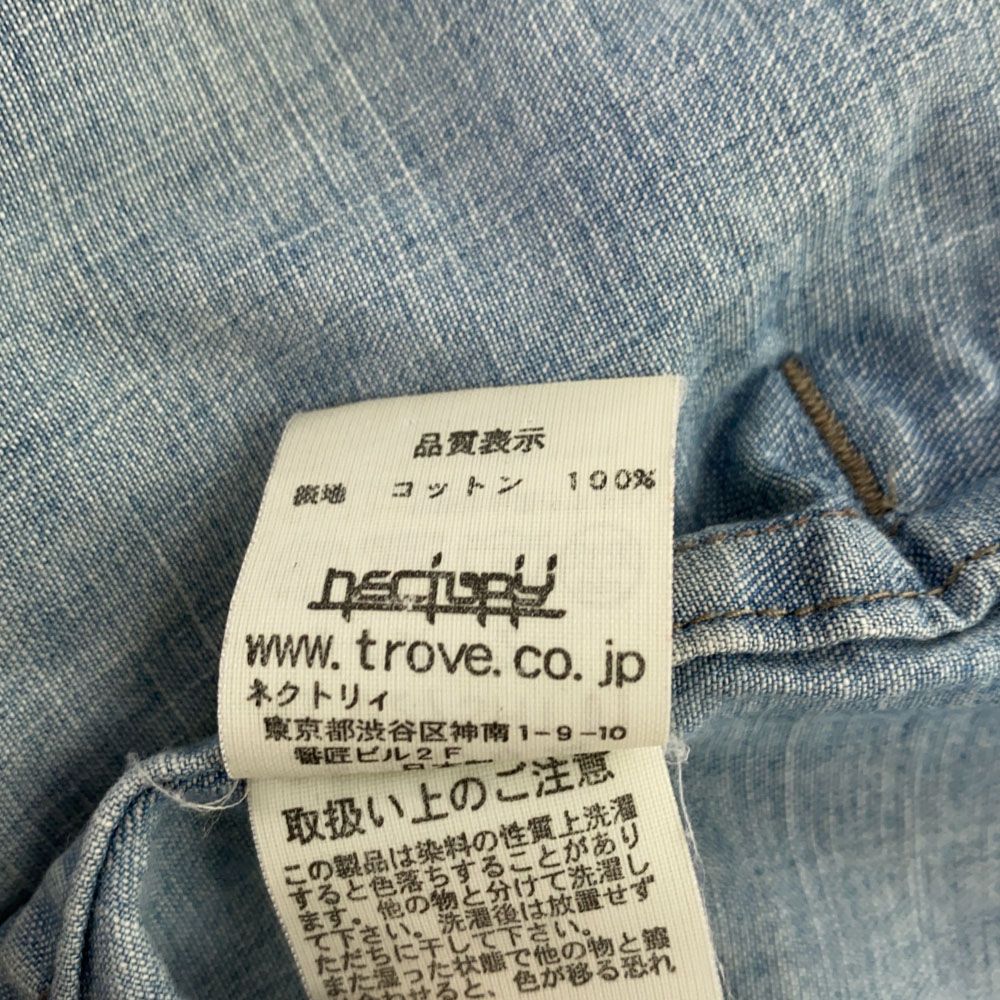 品質表示
表地 コットン 100%
www.trove.co.jp
ネクトリィ
東京都渋谷区神南1-9-10
番匠ビル2F
取扱い上のご注意
この製品は染料の性質上洗濯
すると色落ちすることがあり
ます。他の物と分けて洗濯し
て下さい。洗濯後は放置せず
ただちに干して下さい。
また湿った状態で他の物と
合わせると、色が移る恐れ